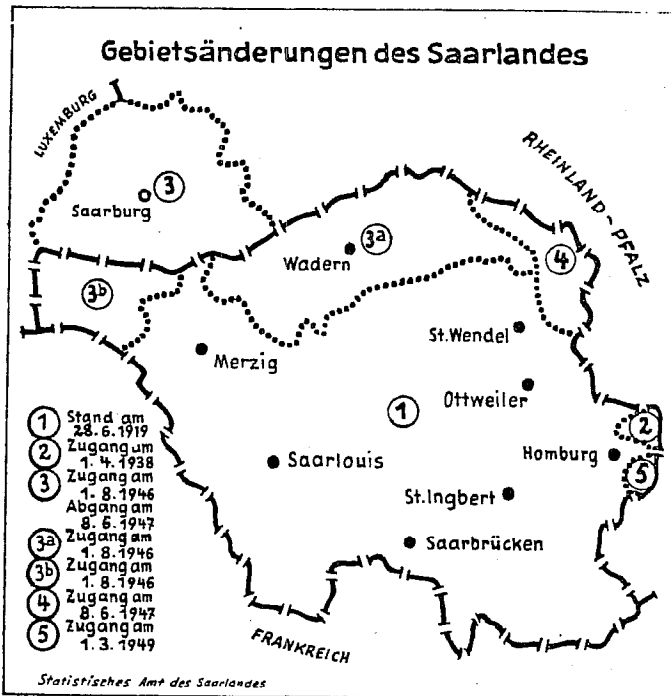 Gebietsänderungen des Saarlandes
LUXEMBURG
RHEINLAND-PFALZ
3
Saarburg
3a
Wadern
4
3b
St.Wendel
Merzig
Ottweiler
1
2
Homburg
Saarlouis
5
St.Ingbert
Saarbrücken
FRANKREICH
1 Stand am
28.6.1919
2 Zugang um
1.4.1938
3 Zugang am
1.8.1946
Abgang am
8.6.1947
3a Zugang am
1.8.1946
3b Zugang am
1.8.1946
4 Zugang am
8.6.1947
5 Zugang am
1.3.1949
Statistisches Amt des Saarlandes